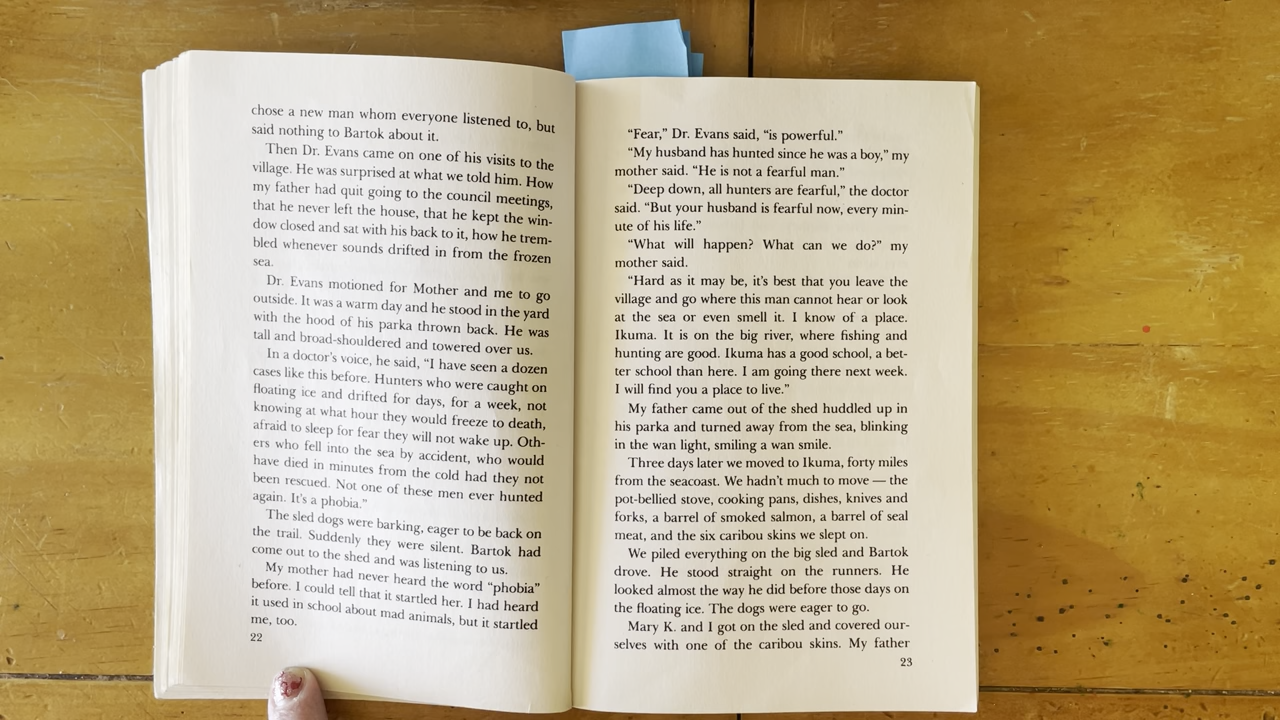 chose a new man whom everyone listened to, but
said nothing to Bartok about it.
Then Dr. Evans came on one of his visits to the
village. He was surprised at what we told him. How
my father had quit going to the council meetings,
that he never left the house, that he kept the win-
dow closed and sat with his back to it, how he trem-
bled whenever sounds drifted in from the frozen
sea.
Dr. Evans motioned for Mother and me to go
outside. It was a warm day and he stood in the yard
with the hood of his parka thrown back. He was
tall and broad-shouldered and towered over us.
In a doctor's voice, he said, “I have seen a dozen
cases like this before. Hunters who were caught on
floating ice and drifted for days, for a week, not
knowing at what hour they would freeze to death,
afraid to sleep for fear they will not wake up. Oth-
ers who fell into the sea by accident, who would
have died in minutes from the cold had they not
been rescued. Not one of these men ever hunted
again. It's a phobia.”
The sled dogs were barking, eager to be back on
the trail. Suddenly they were silent. Bartok had
come out to the shed and was listening to us.
My mother had never heard the word “phobia”
before. I could tell that it startled her. I had heard
it used in school about mad animals, but it startled
me, too.
22
“Fear,” Dr. Evans said, “is powerful.”
“My husband has hunted since he was a boy,” my
mother said. “He is not a fearful man.”
“Deep down, all hunters are fearful,” the doctor
said. “But your husband is fearful now, every min-
ute of his life.”
“What will happen? What can we do?” my
mother said.
“Hard as it may be, it's best that you leave the
village and go where this man cannot hear or look
at the sea or even smell it. I know of a place.
Ikuma. It is on the big river, where fishing and
hunting are good. Ikuma has a good school, a bet-
ter school than here. I am going there next week.
I will find you a place to live.”
My father came out of the shed huddled up in
his parka and turned away from the sea, blinking
in the wan light, smiling a wan smile.
Three days later we moved to Ikuma, forty miles
from the seacoast. We hadn't much to move — the
pot-bellied stove, cooking pans, dishes, knives and
forks, a barrel of smoked salmon, a barrel of seal
meat, and the six caribou skins we slept on.
We piled everything on the big sled and Bartok
drove. He stood straight on the runners. He
looked almost the way he did before those days on
the floating ice. The dogs were eager to go.
Mary K. and I got on the sled and covered our-
selves with one of the caribou skins. My father
23